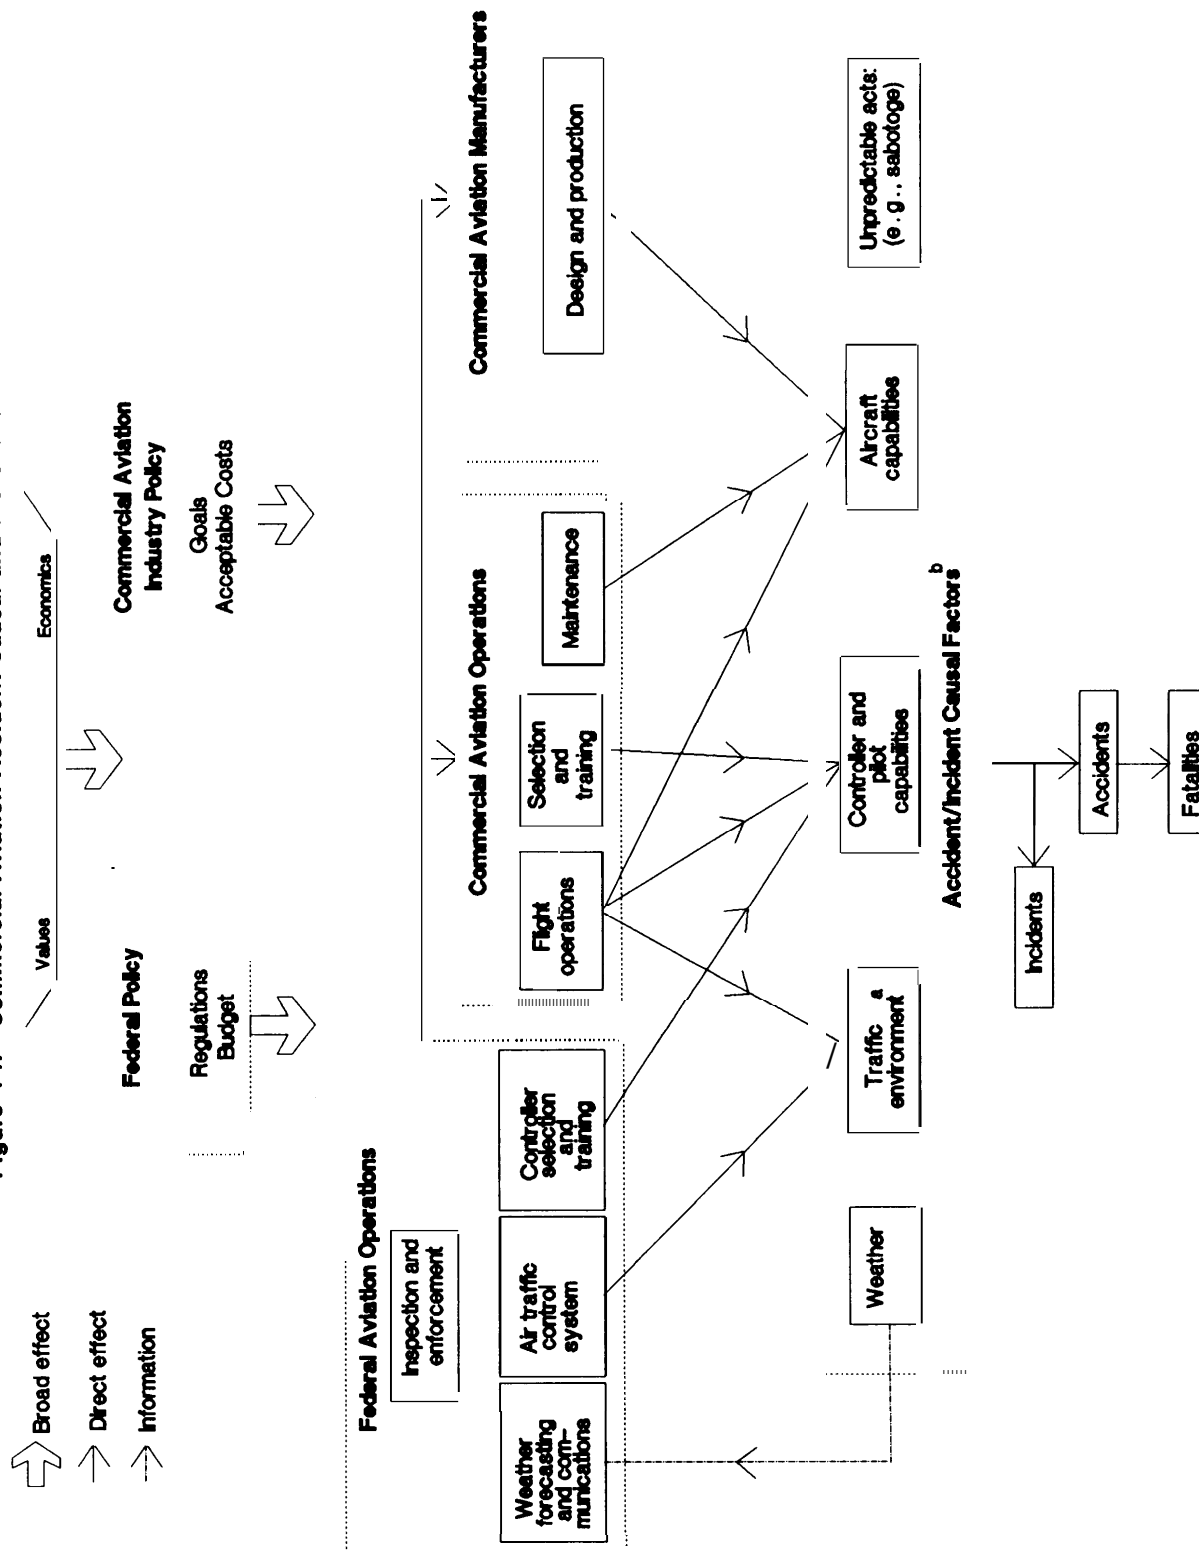 Values
Economics
Federal Policy
Regulations
Budget
Commercial Aviation
Industry Policy
Goals
Acceptable Costs
Broad effect
Direct effect
Information
Federal Aviation Operations
Inspection and
enforcement
Weather
forecasting
and com-
munications
Air traffic
control
system
Controller
selection
and
training
Commercial Aviation Operations
Flight
operations
Selection
and
training
Maintenance
Commercial Aviation Manufacturers
Design and production
Weather
Traffic a
environment
Controller and
pilot
capabilities
Aircraft
capabilities
Unpredictable acts:
(e.g., sabotoge)
Accident/Incident Causal Factors b
Incidents
Accidents
Fatalities